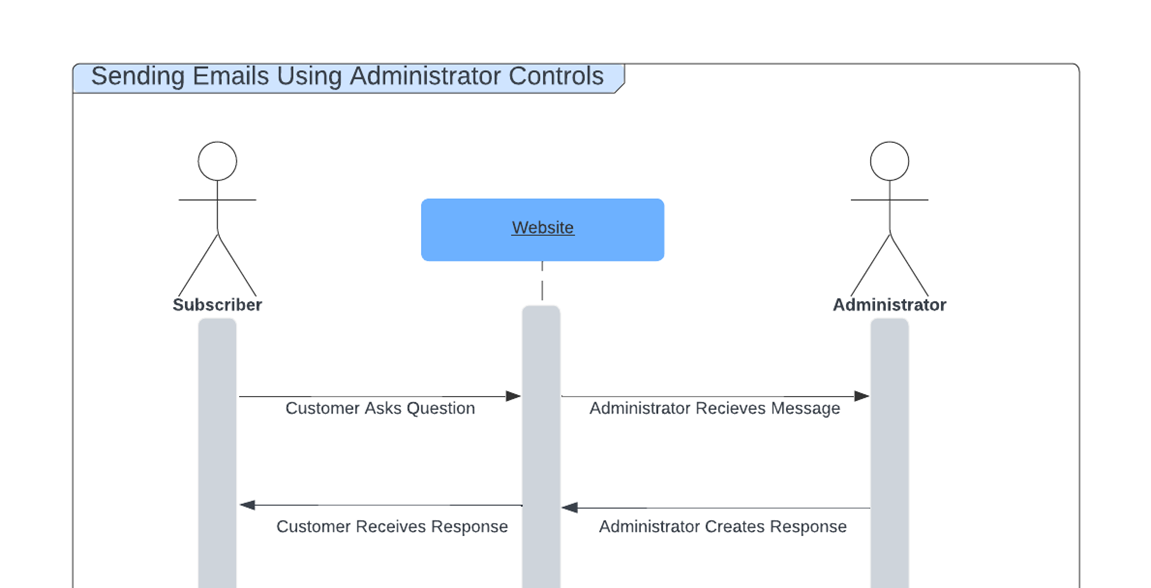 Sending Emails Using Administrator Controls
Website
Subscriber
Administrator
Customer Asks Question
Administrator Recieves Message
Customer Receives Response
Administrator Creates Response